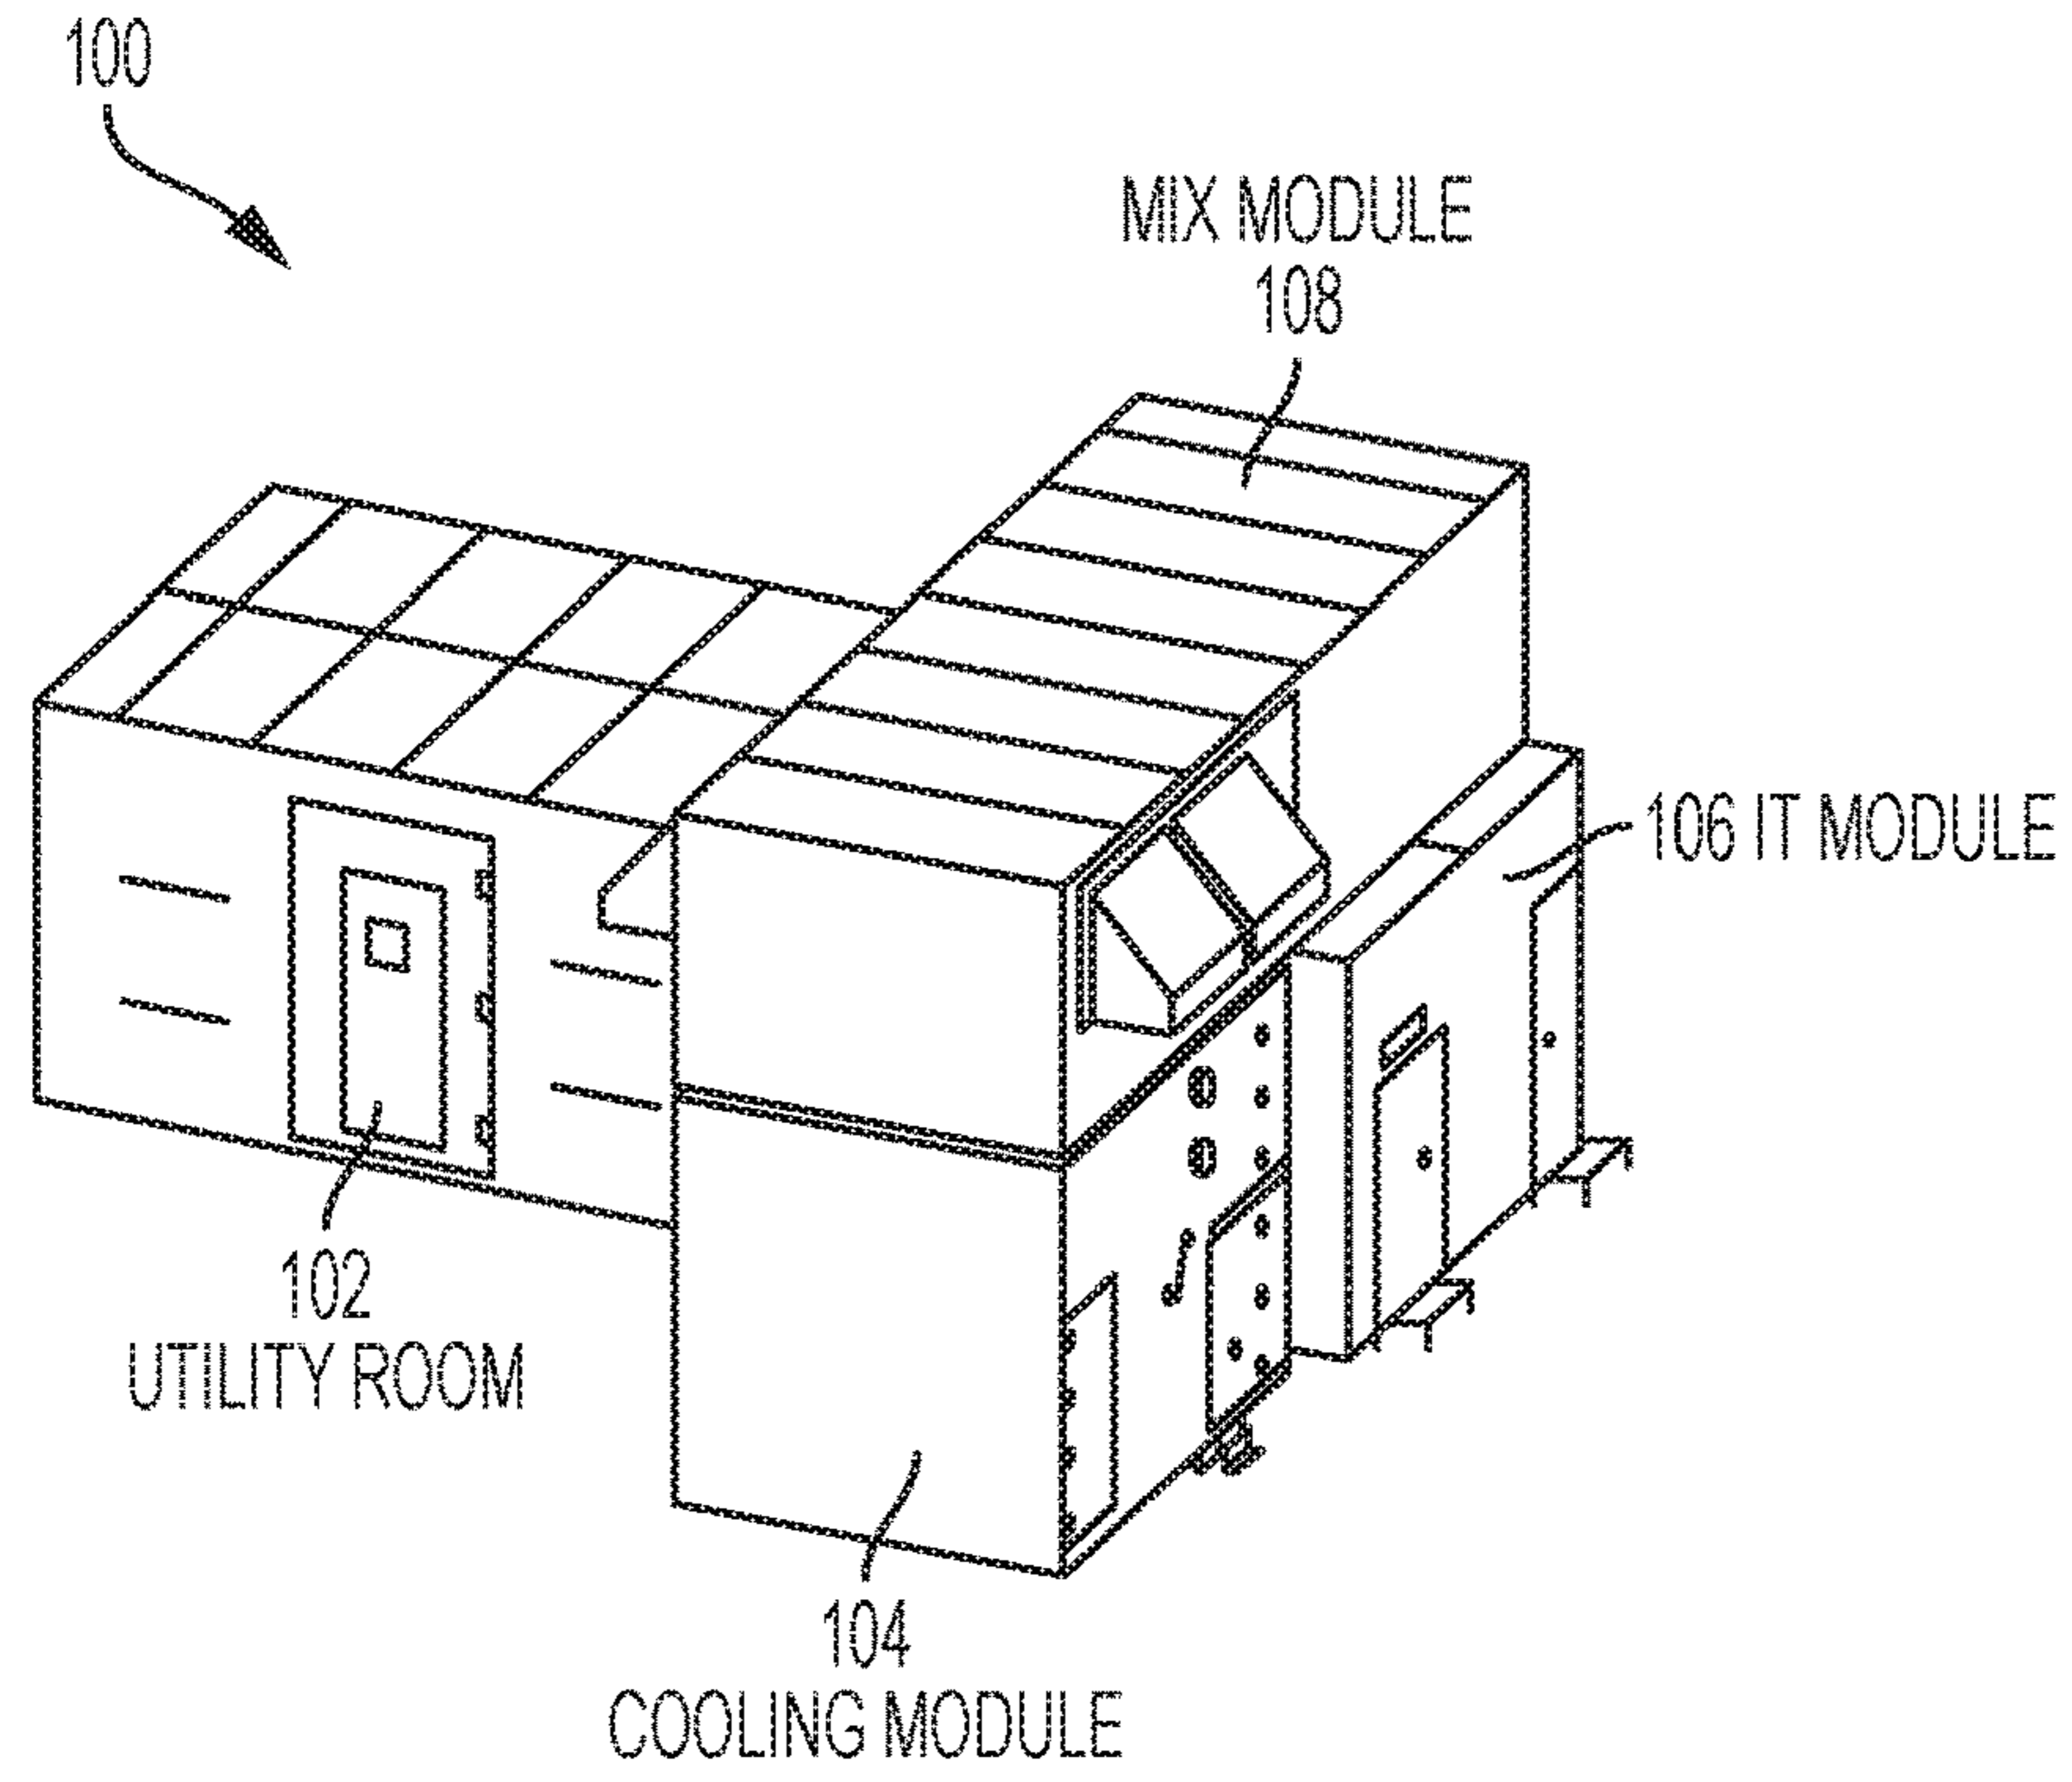 100
MIX MODULE
108
106 IT MODULE
102
UTILITY ROOM
104
COOLING MODULE